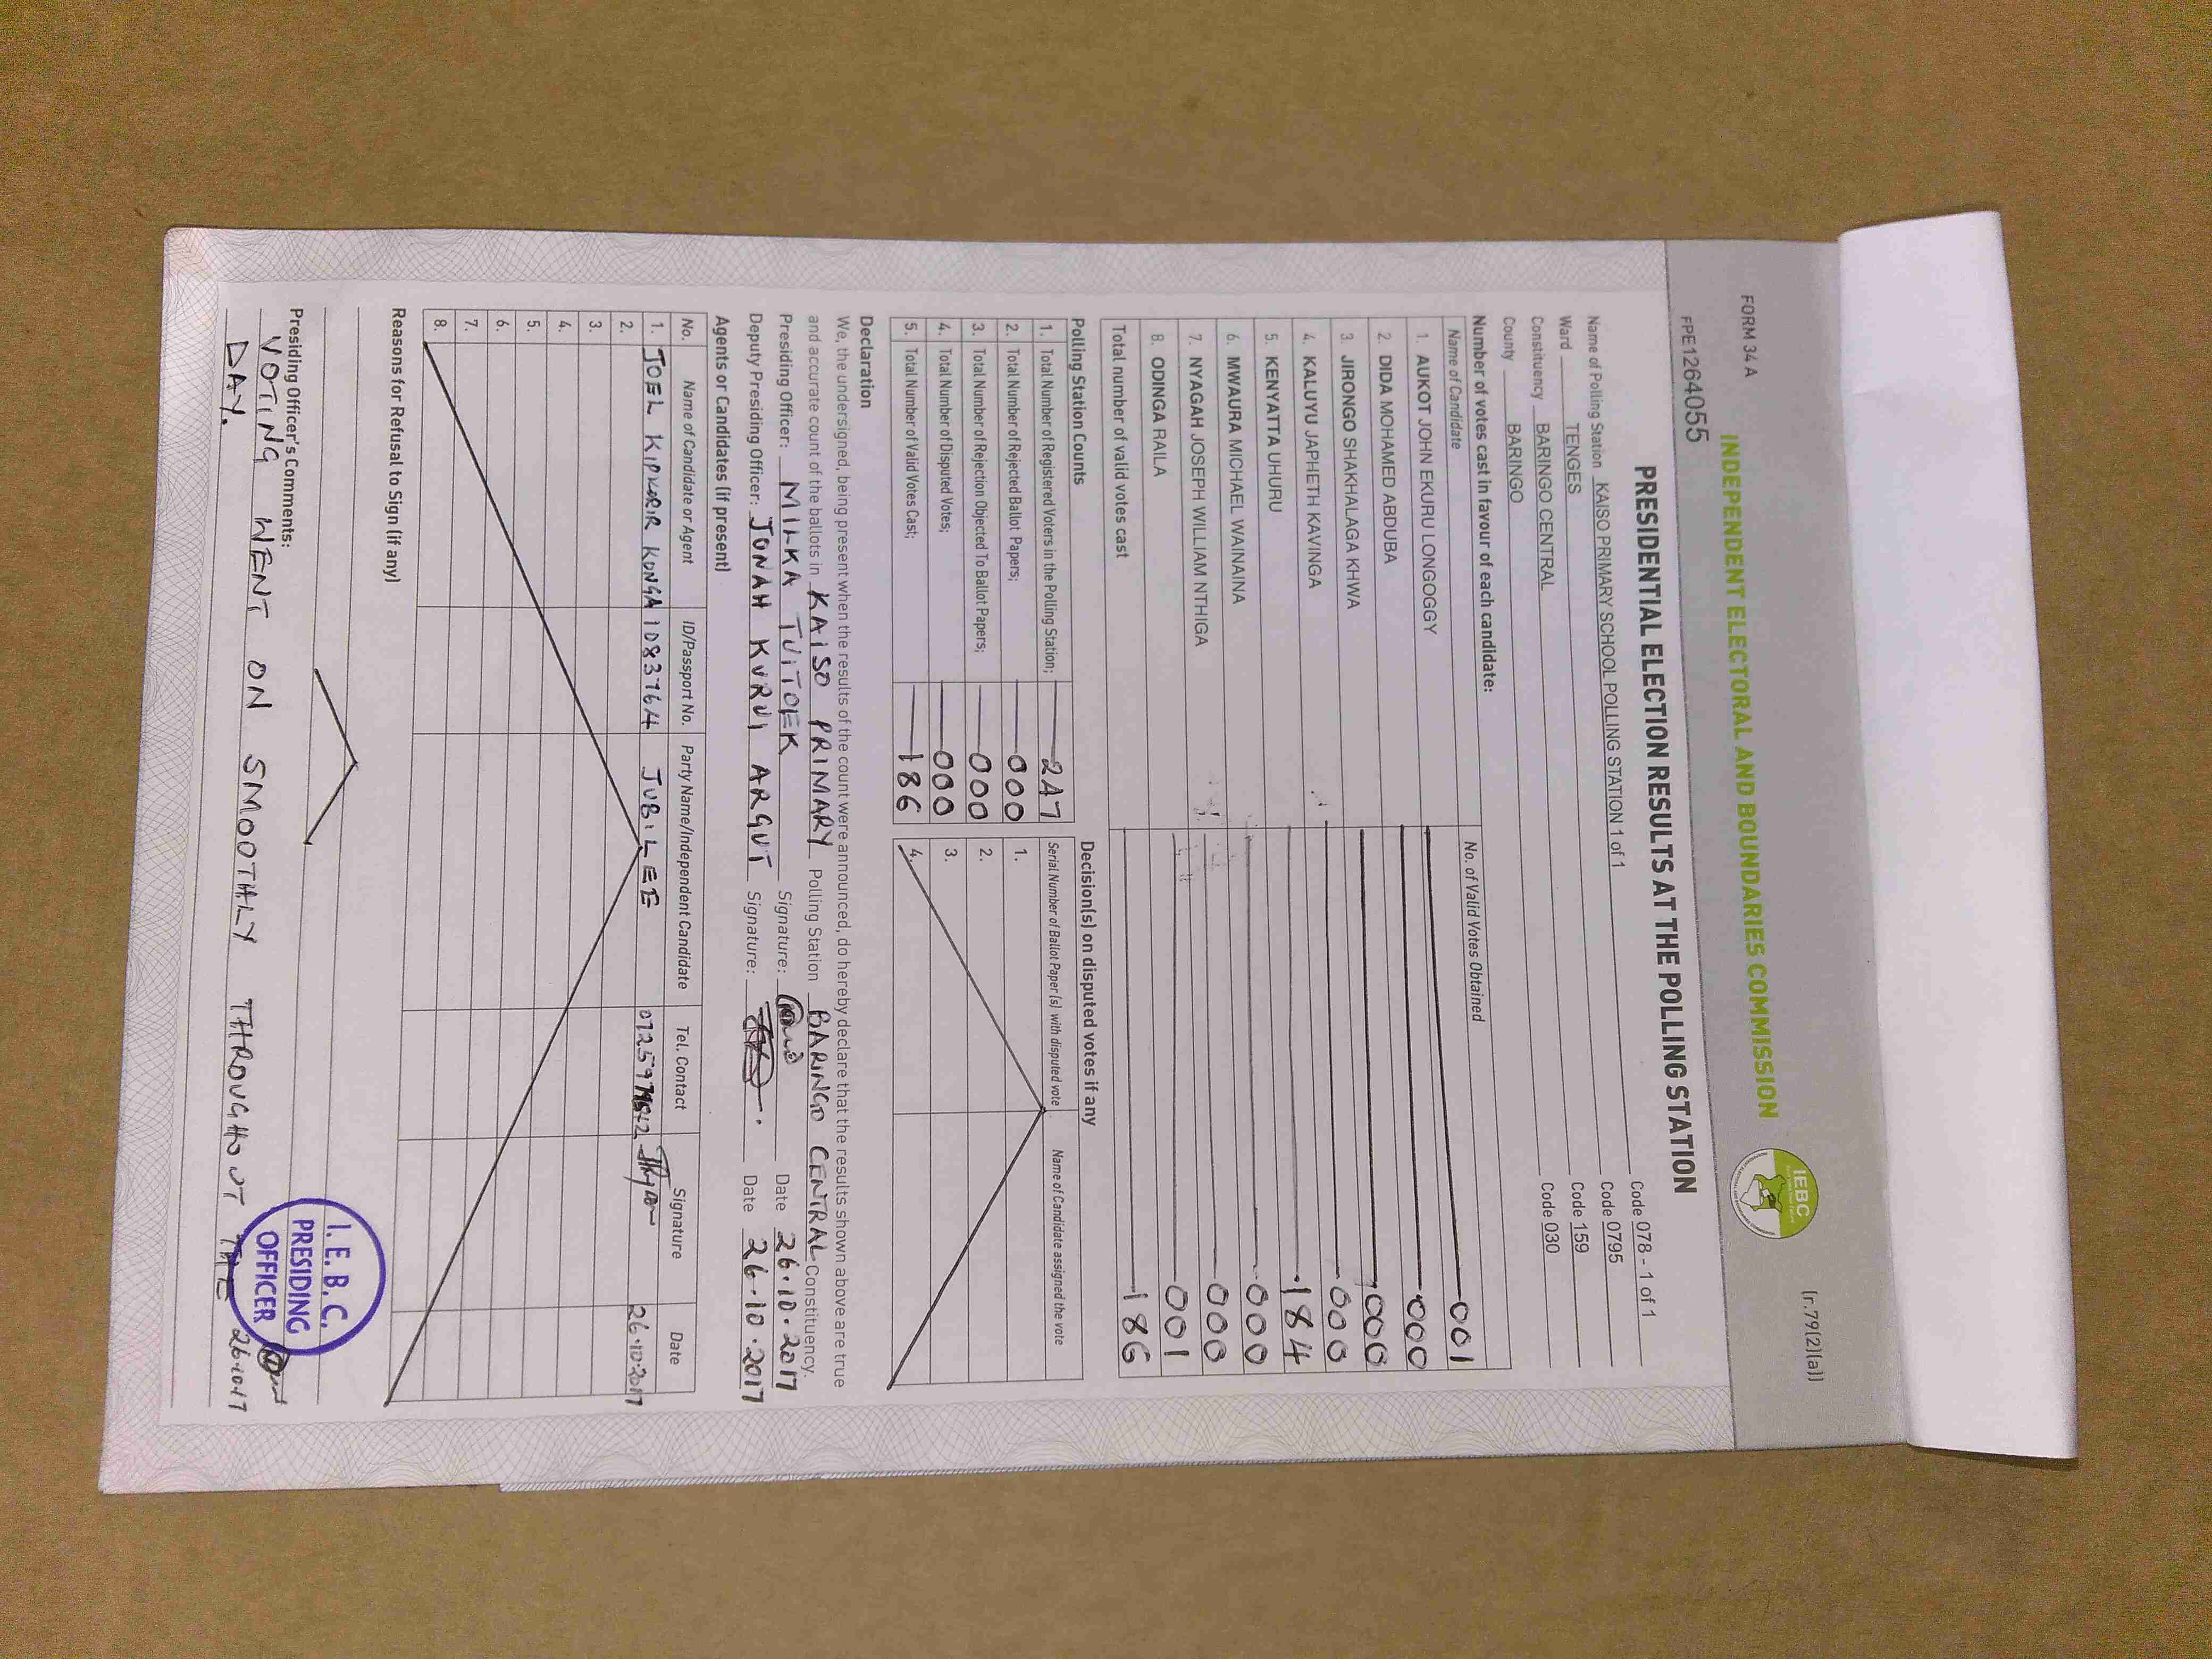 FORM 34 A
(r.79(2)(a))
INDEPENDENT ELECTORAL AND BOUNDARIES COMMISSION
IEBC
FPE1264055
PRESIDENTIAL ELECTION RESULTS AT THE POLLING STATION
Name of Polling Station KAISO PRIMARY SCHOOL POLLING STATION 1 of 1 Code 078 - 1 of 1
Ward TENGES Code 0795
Constituency BARINGO CENTRAL Code 159
County BARINGO Code 030
Number of votes cast in favour of each candidate:
Name of Candidate No. of Valid Votes Obtained
1. AUKOT JOHN EKURU LONGOGGY 001
2. DIDA MOHAMED ABDUBA 000
3. JIRONGO SHAKHALAGA KHWA 000
4. KALUYU JAPHETH KAVINGA 000
5. KENYATTA UHURU 184
6. MWAURA MICHAEL WAINAINA 000
7. NYAGAH JOSEPH WILLIAM NTHIGA 000
8. ODINGA RAILA 001
Total number of valid votes cast 186
Polling Station Counts
1. Total Number of Registered Voters in the Polling Station; 247
2. Total Number of Rejected Ballot Papers; 000
3. Total Number of Rejection Objected To Ballot Papers; 000
4. Total Number of Disputed Votes; 000
5. Total Number of Valid Votes Cast; 186
Decision(s) on disputed votes if any
Serial Number of Ballot Paper (s) with disputed vote Name of Candidate assigned the vote
1.
2.
3.
4.
Declaration
We, the undersigned, being present when the results of the count were announced, do hereby declare that the results shown above are true
and accurate count of the ballots in KAISO PRIMARY Polling Station BARINGO CENTRAL Constituency.
Presiding Officer: MILKA TUITOEK Signature: Date 26.10.2017
Deputy Presiding Officer: JONAH KURUI ARGUT Signature: Date 26.10.2017
Agents or Candidates (if present)
No. Name of Candidate or Agent ID/Passport No. Party Name/Independent Candidate Tel. Contact Signature Date
1. JOEL KIPKORIR KONGA 10837164 JUBILEE 26.10.2017
2.
3.
4.
5.
6.
7.
8.
Reasons for Refusal to Sign (if any)
Presiding Officer's Comments:
VOTING WENT ON SMOOTHLY THROUGHOUT THE
DAY.
I.E.B.C.
PRESIDING
OFFICER
26.10.17